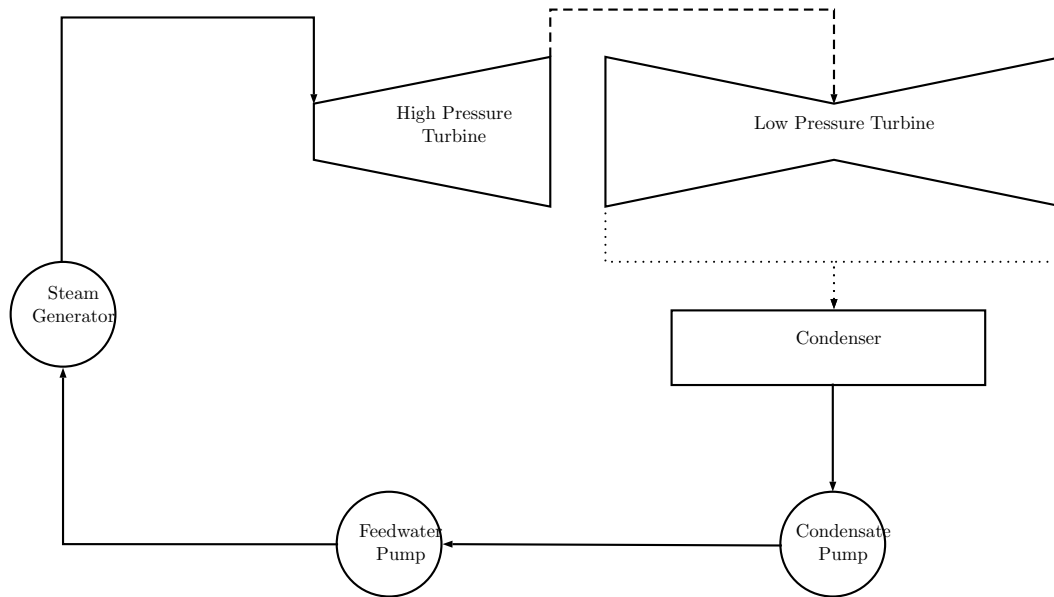 High Pressure
Turbine
Low Pressure Turbine
Steam
Generator
Condenser
Feedwater
Pump
Condensate
Pump